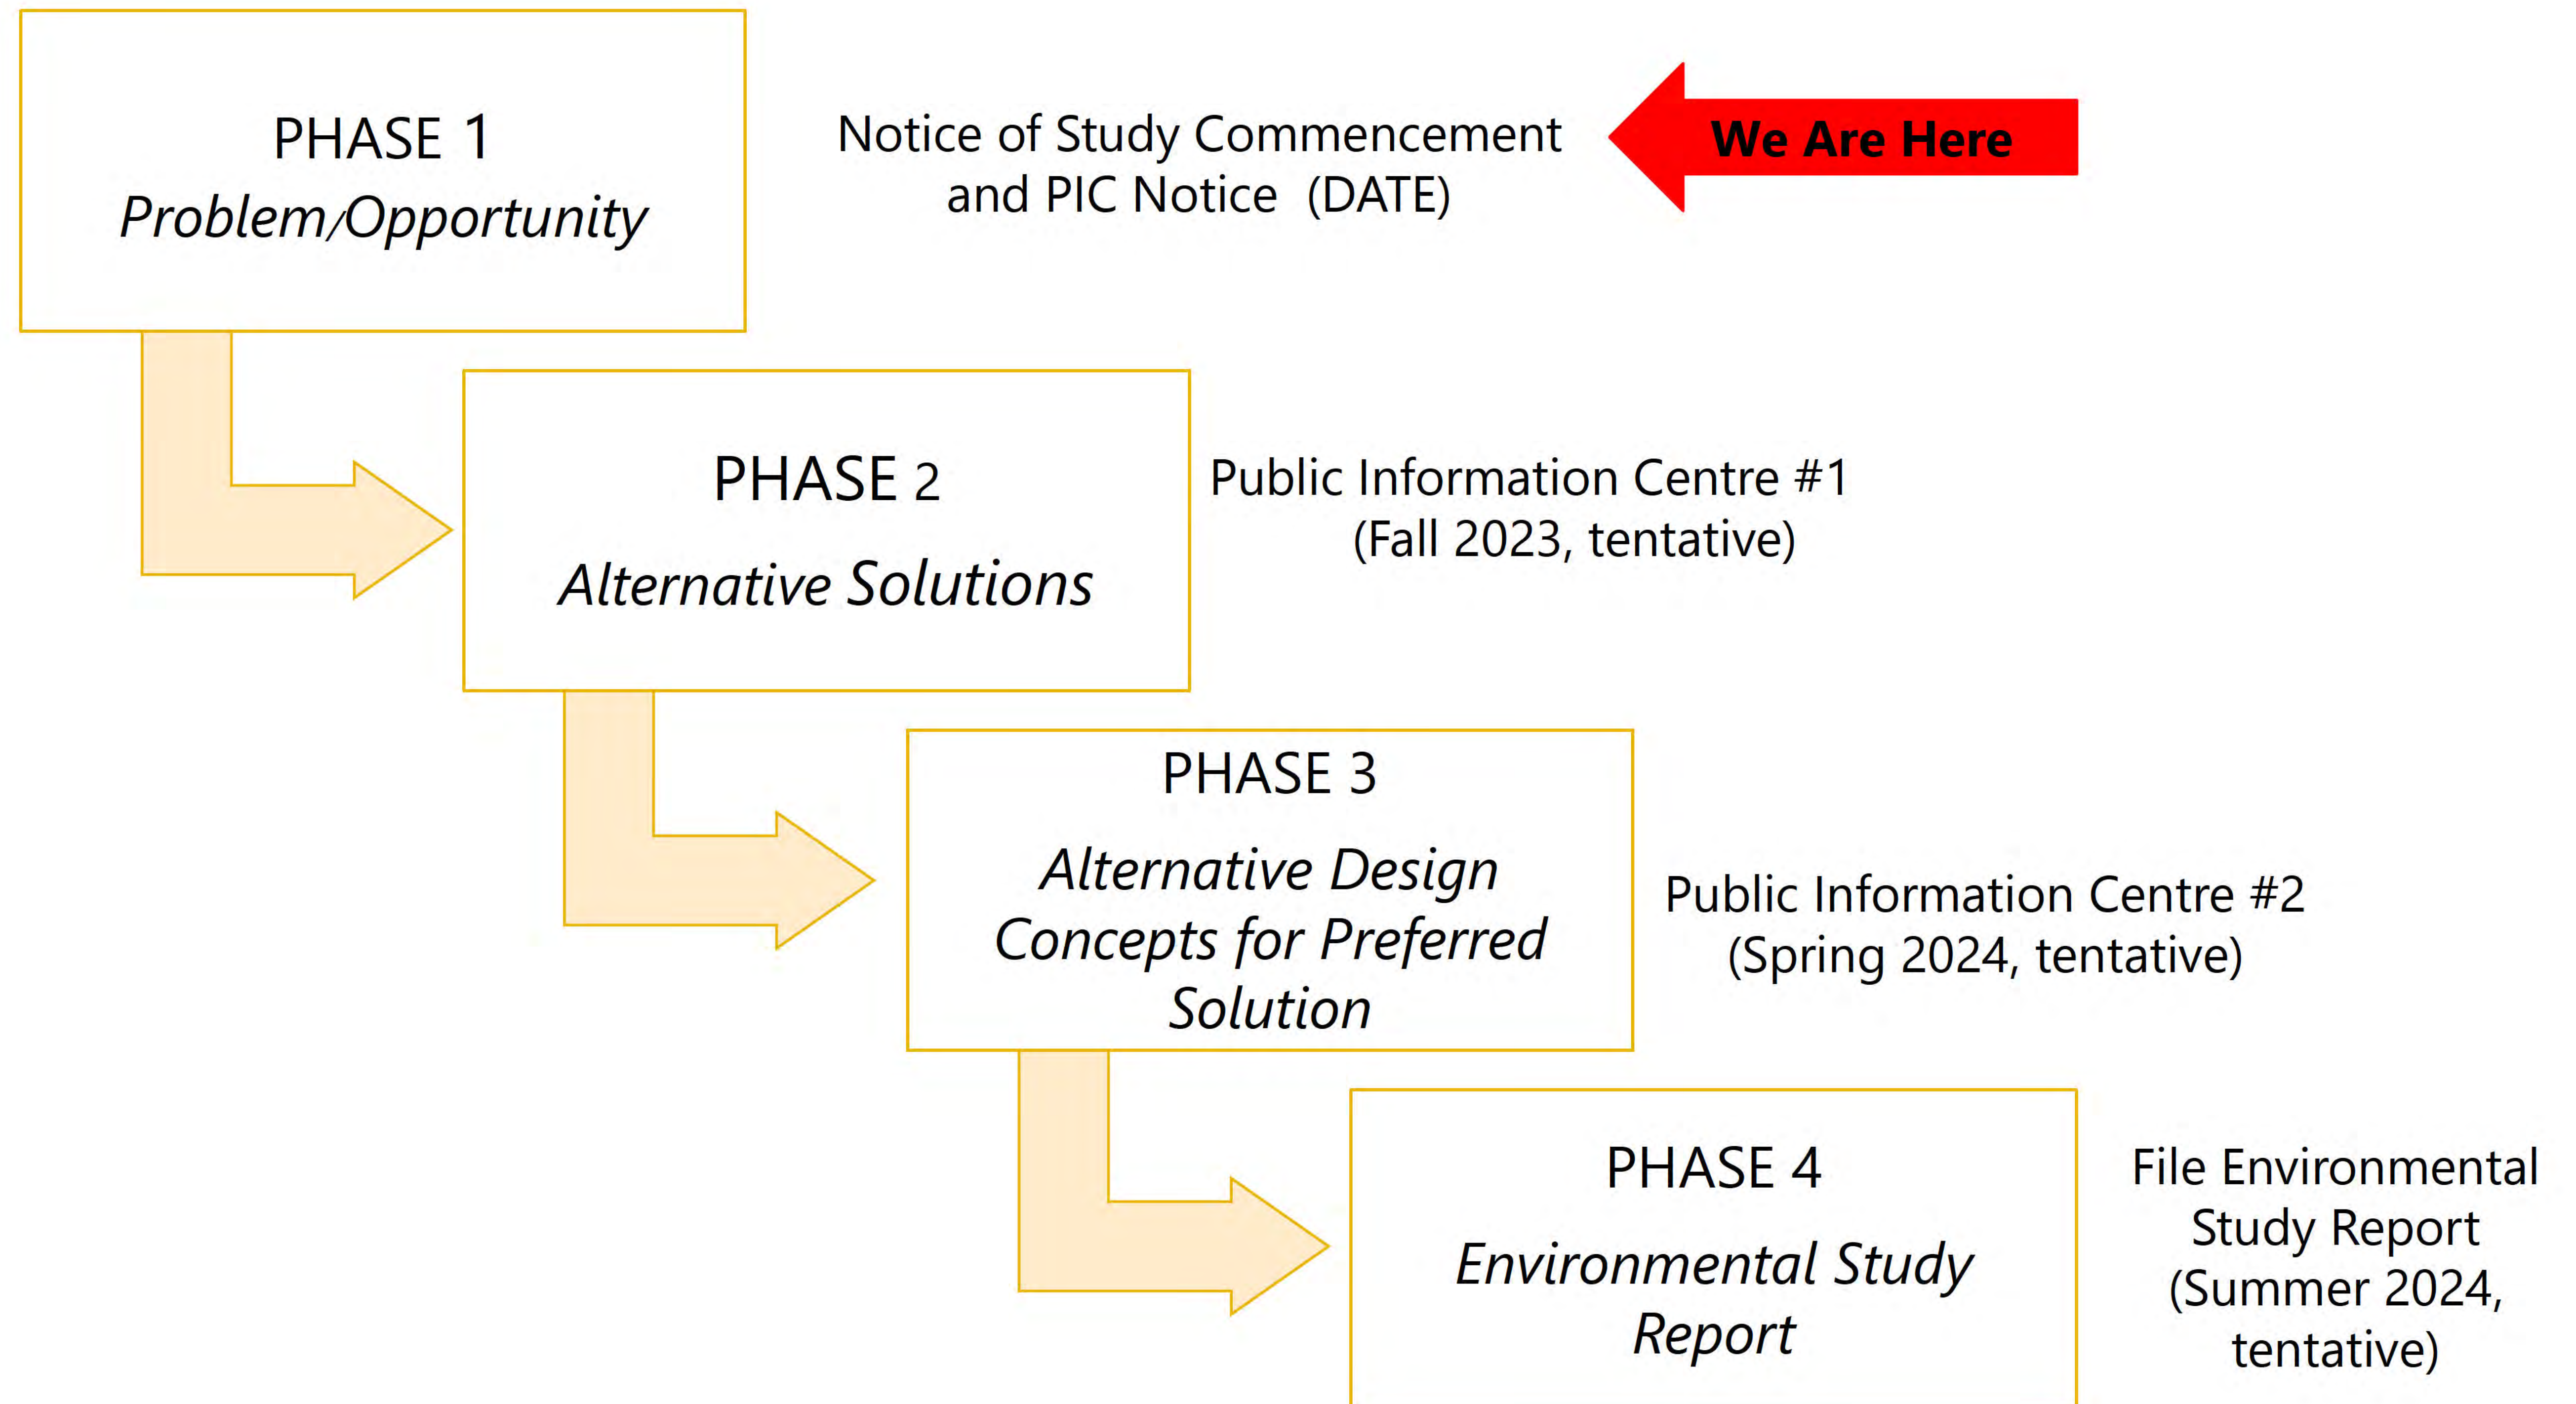 PHASE 1
Problem/Opportunity
Notice of Study Commencement
and PIC Notice (DATE)
We Are Here
PHASE 2
Alternative Solutions
Public Information Centre #1
(Fall 2023, tentative)
PHASE 3
Alternative Design
Concepts for Preferred
Solution
Public Information Centre #2
(Spring 2024, tentative)
PHASE 4
Environmental Study
Report
File Environmental
Study Report
(Summer 2024,
tentative)